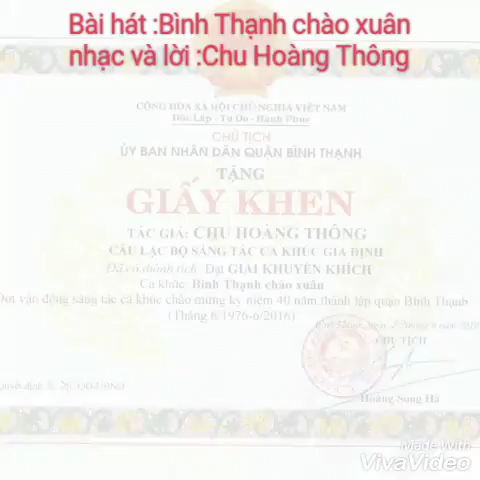 Bài hát :Bình Thạnh chào xuân
nhạc và lời :Chu Hoàng Thông
CỘNG HÒA XÃ HỘI CHỦ NGHĨA VIỆT NAM
Độc Lập - Tự Do - Hạnh Phúc
CHỦ TỊCH
ỦY BAN NHÂN DÂN QUẬN BÌNH THẠNH
TẶNG
GIẤY KHEN
TÁC GIẢ: CHU HOÀNG THÔNG
CÂU LẠC BỘ SÁNG TÁC CA KHÚC GIA ĐỊNH
Đã có thành tích: Đạt GIẢI KHUYẾN KHÍCH
Ca khúc Bình Thạnh chào xuân
Đợt vận động sáng tác ca khúc chào mừng kỷ niệm 40 năm thành lập quận Bình Thạnh
(Tháng 6/1976-6/2016)
CHỦ TỊCH
Hoàng Song Hà
Made With
VivaVideo